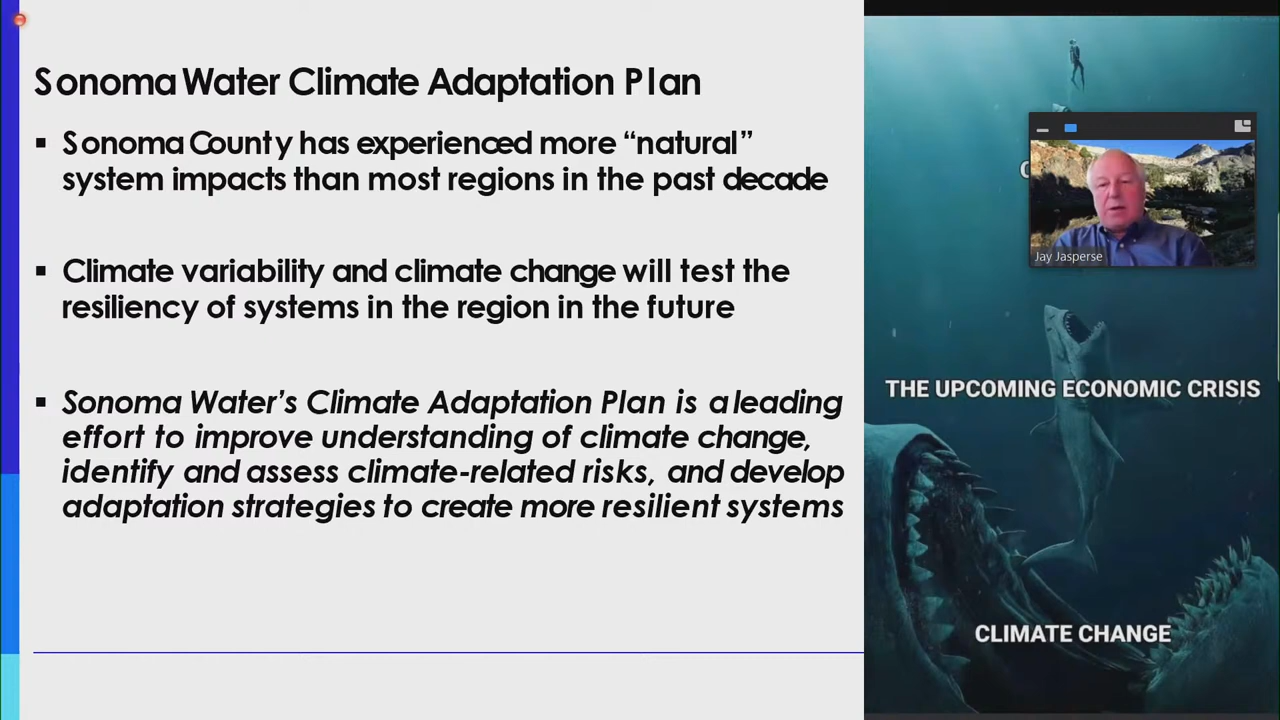 Sonoma Water Climate Adaptation Plan
▪ Sonoma County has experienced more “natural”
system impacts than most regions in the past decade
▪ Climate variability and climate change will test the
resiliency of systems in the region in the future
▪ Sonoma Water’s Climate Adaptation Plan is a leading
effort to improve understanding of climate change,
identify and assess climate-related risks, and develop
adaptation strategies to create more resilient systems
Jay Jasperse
THE UPCOMING ECONOMIC CRISIS
CLIMATE CHANGE